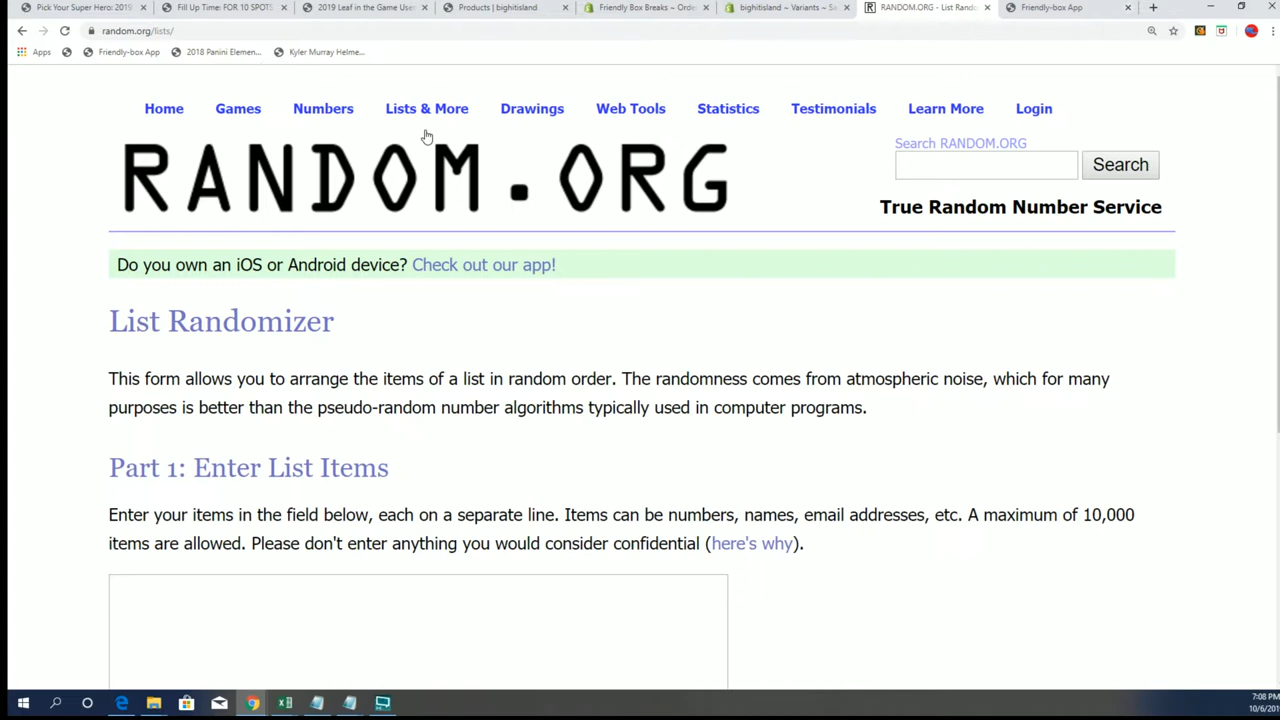 Pick Your Super Hero: 2019
Fill Up Time: FOR 10 SPOTS
2019 Leaf in the Game Use
Products | bighitisland
Friendly Box Breaks ~ Orde
bighitisland ~ Variants ~ S
RANDOM.ORG - List Rando
Friendly-box App
random.org/lists/
Apps
Friendly-box App
2018 Panini Elemen...
Kyler Murray Helme...
Home Games Numbers Lists & More Drawings Web Tools Statistics Testimonials Learn More Login
RANDOM.ORG
Search RANDOM.ORG
Search
True Random Number Service
Do you own an iOS or Android device? Check out our app!
List Randomizer
This form allows you to arrange the items of a list in random order. The randomness comes from atmospheric noise, which for many
purposes is better than the pseudo-random number algorithms typically used in computer programs.
Part 1: Enter List Items
Enter your items in the field below, each on a separate line. Items can be numbers, names, email addresses, etc. A maximum of 10,000
items are allowed. Please don't enter anything you would consider confidential (here's why).
7:08 PM
10/6/201